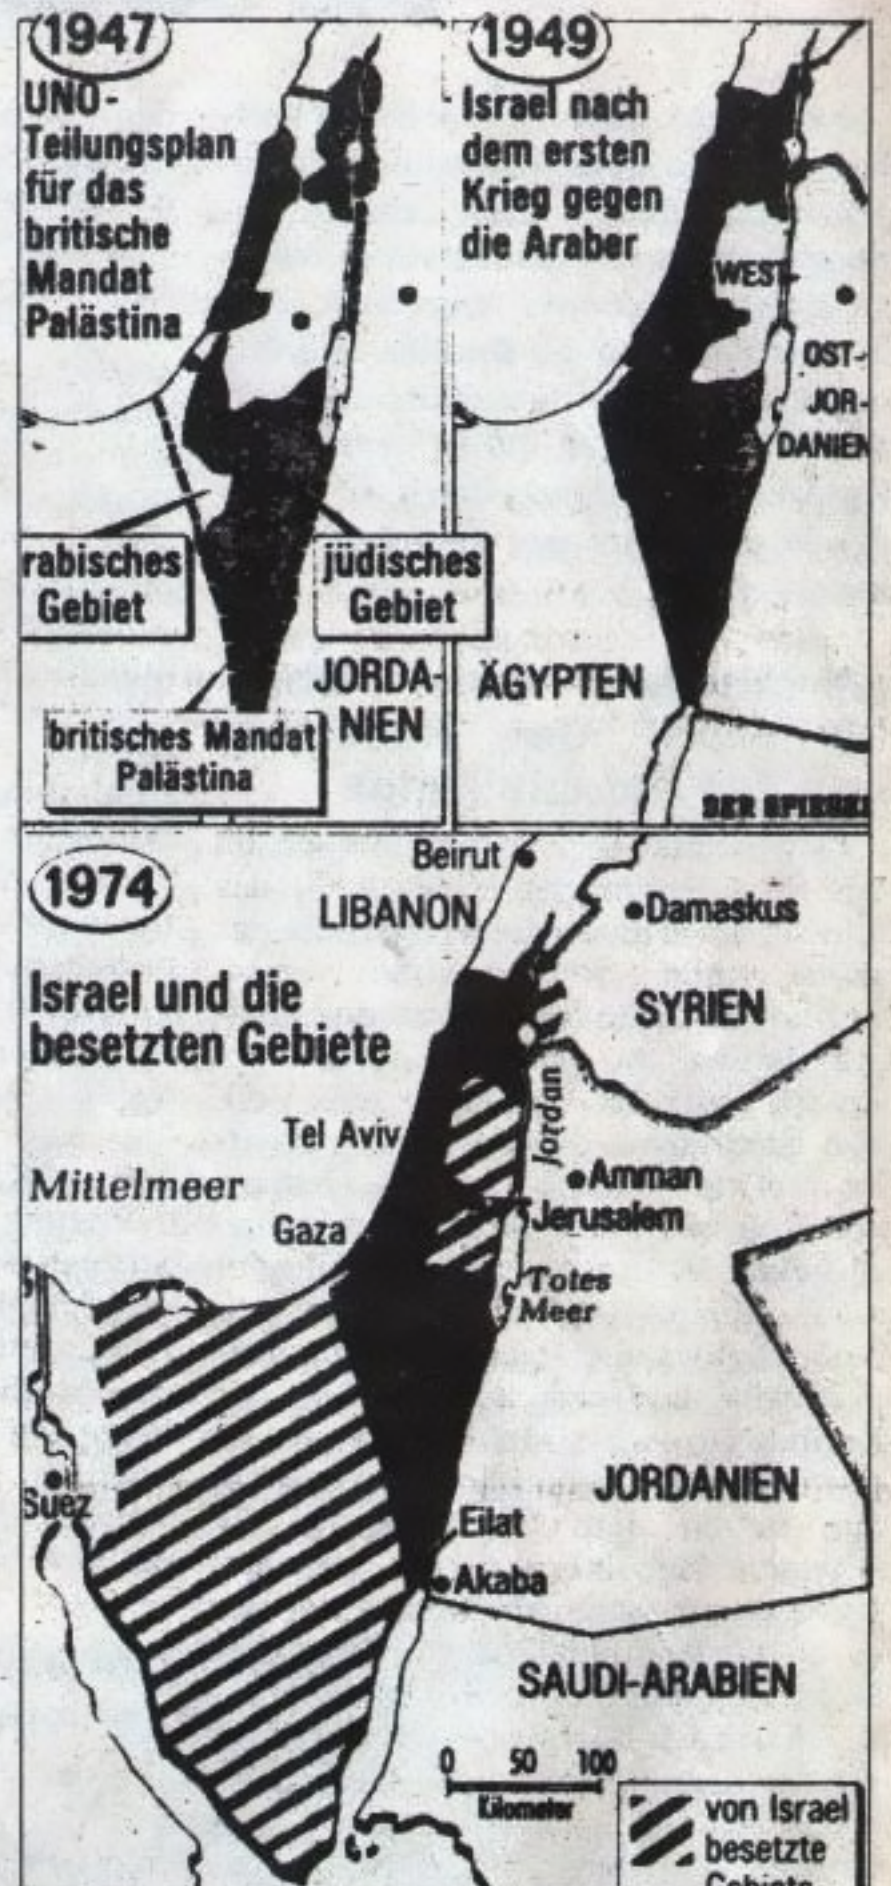 1947
UNO-
Teilungsplan
für das
britische
Mandat
Palästina
rabisches
Gebiet
jüdisches
Gebiet
JORDA-
NIEN
britisches Mandat
Palästina
1949
Israel nach
dem ersten
Krieg gegen
die Araber
WEST-
OST-
JOR-
DANIEN
ÄGYPTEN
DER SPIEGEL
1974
Israel und die
besetzten Gebiete
Beirut
LIBANON
Damaskus
SYRIEN
Tel Aviv
Jordan
Mittelmeer
Amman
Jerusalem
Gaza
Totes
Meer
Suez
JORDANIEN
Eilat
Akaba
SAUDI-ARABIEN
0 50 100
Kilometer
von Israel
besetzte
Gebiete